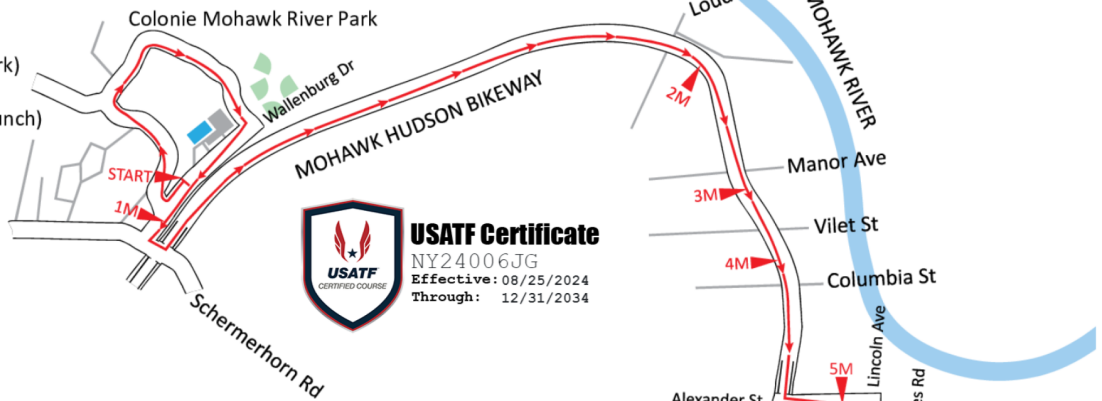 Colonie Mohawk River Park
Wallenburg Dr
MOHAWK RIVER
MOHAWK HUDSON BIKEWAY
2M
START
1M
Manor Ave
3M
Vilet St
4M
Columbia St
USATF
CERTIFIED COURSE
USATF Certificate
NY24006JG
Effective: 08/25/2024
Through: 12/31/2034
Schermerhorn Rd
Lincoln Ave
5M
Alexander St